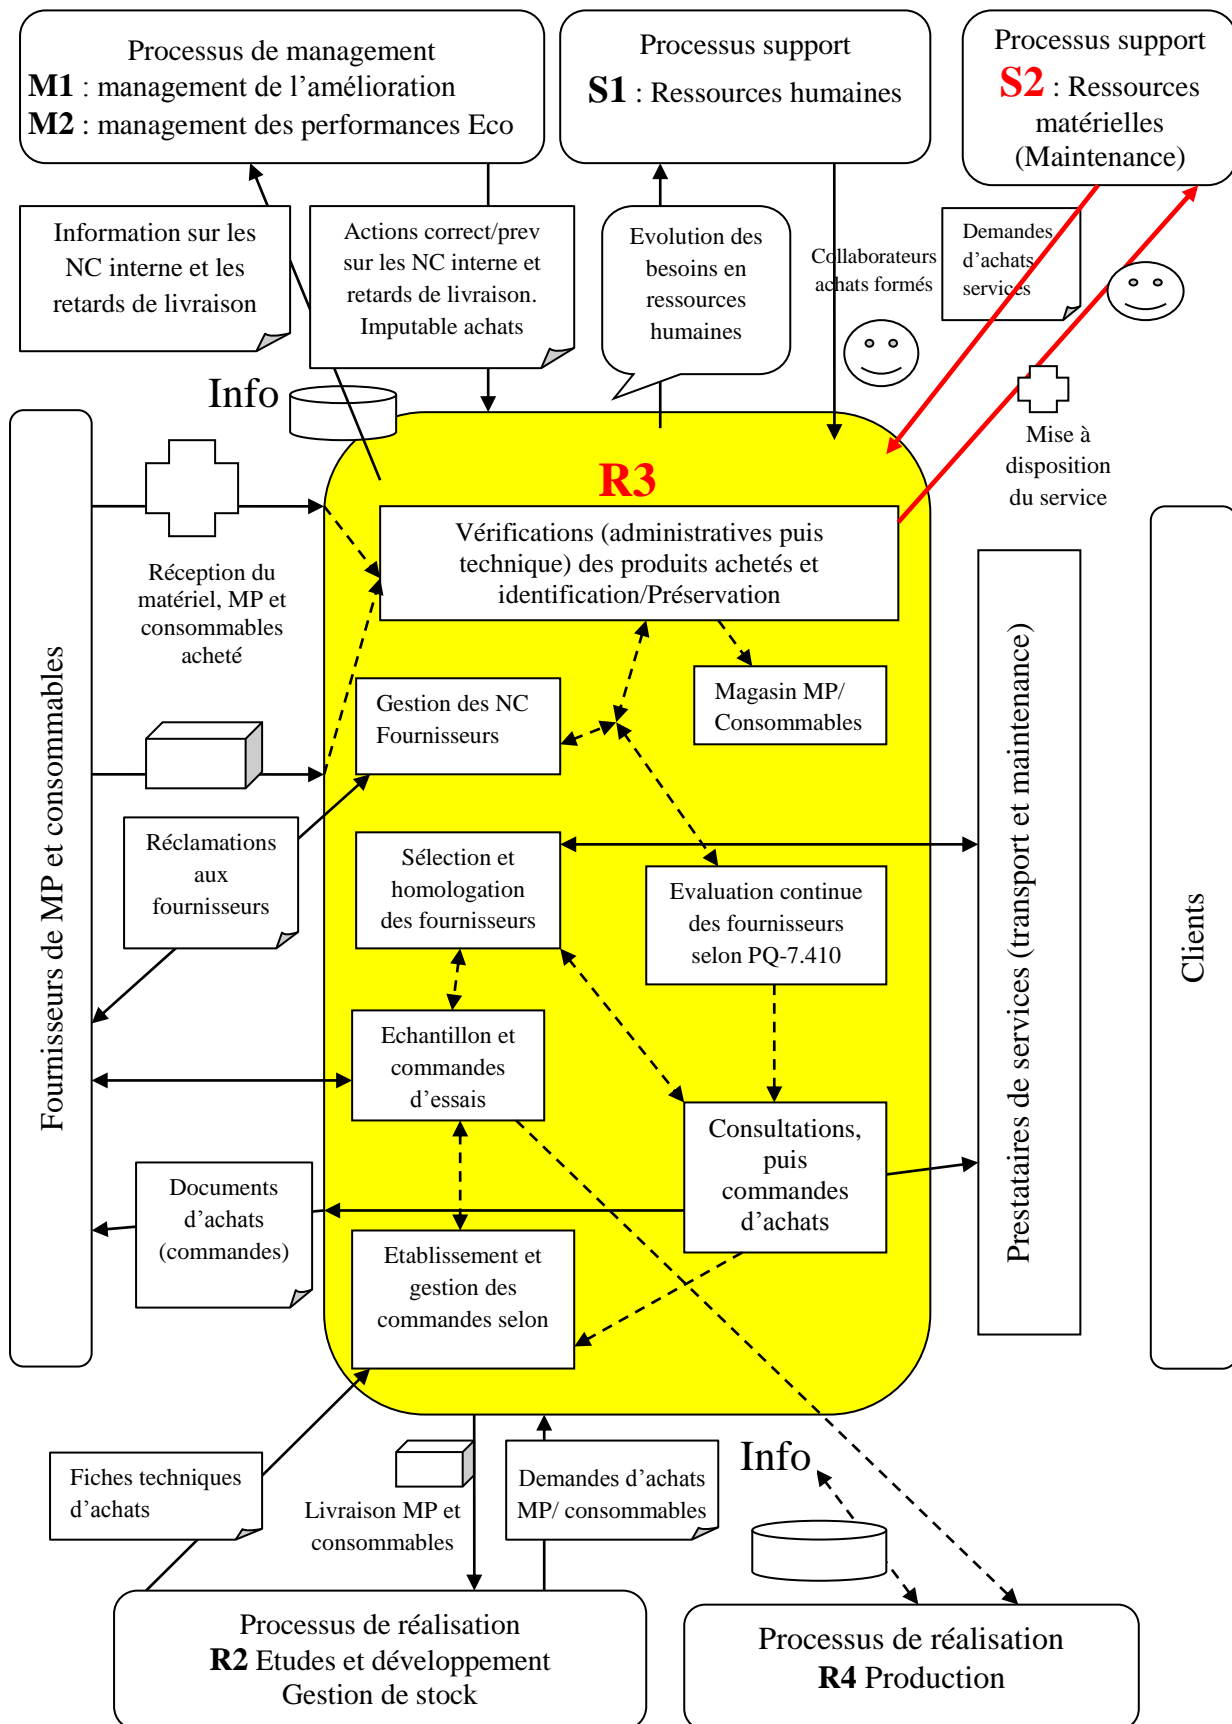 Processus de management
M1 : management de l'amélioration
M2 : management des performances Eco
Processus support
S1 : Ressources humaines
Processus support
S2 : Ressources
matérielles
(Maintenance)
Information sur les
NC interne et les
retards de livraison
Actions correct/prev
sur les NC interne et
retards de livraison.
Imputable achats
Evolution des
besoins en
ressources
humaines
Collaborateurs
achats formés
Demandes
d'achats
services
Info
Mise à
disposition
du service
R3
Vérifications (administratives puis
technique) des produits achetés et
identification/Préservation
Réception du
matériel, MP et
consommables
acheté
Gestion des NC
Fournisseurs
Magasin MP/
Consommables
Fournisseurs de MP et consommables
Réclamations
aux
fournisseurs
Sélection et
homologation
des fournisseurs
Evaluation continue
des fournisseurs
selon PQ-7.410
Prestataires de services (transport et maintenance)
Clients
Echantillon et
commandes
d'essais
Consultations,
puis
commandes
d'achats
Documents
d'achats
(commandes)
Etablissement et
gestion des
commandes selon
Fiches techniques
d'achats
Livraison MP et
consommables
Demandes d'achats
MP/ consommables
Info
Processus de réalisation
R2 Etudes et développement
Gestion de stock
Processus de réalisation
R4 Production